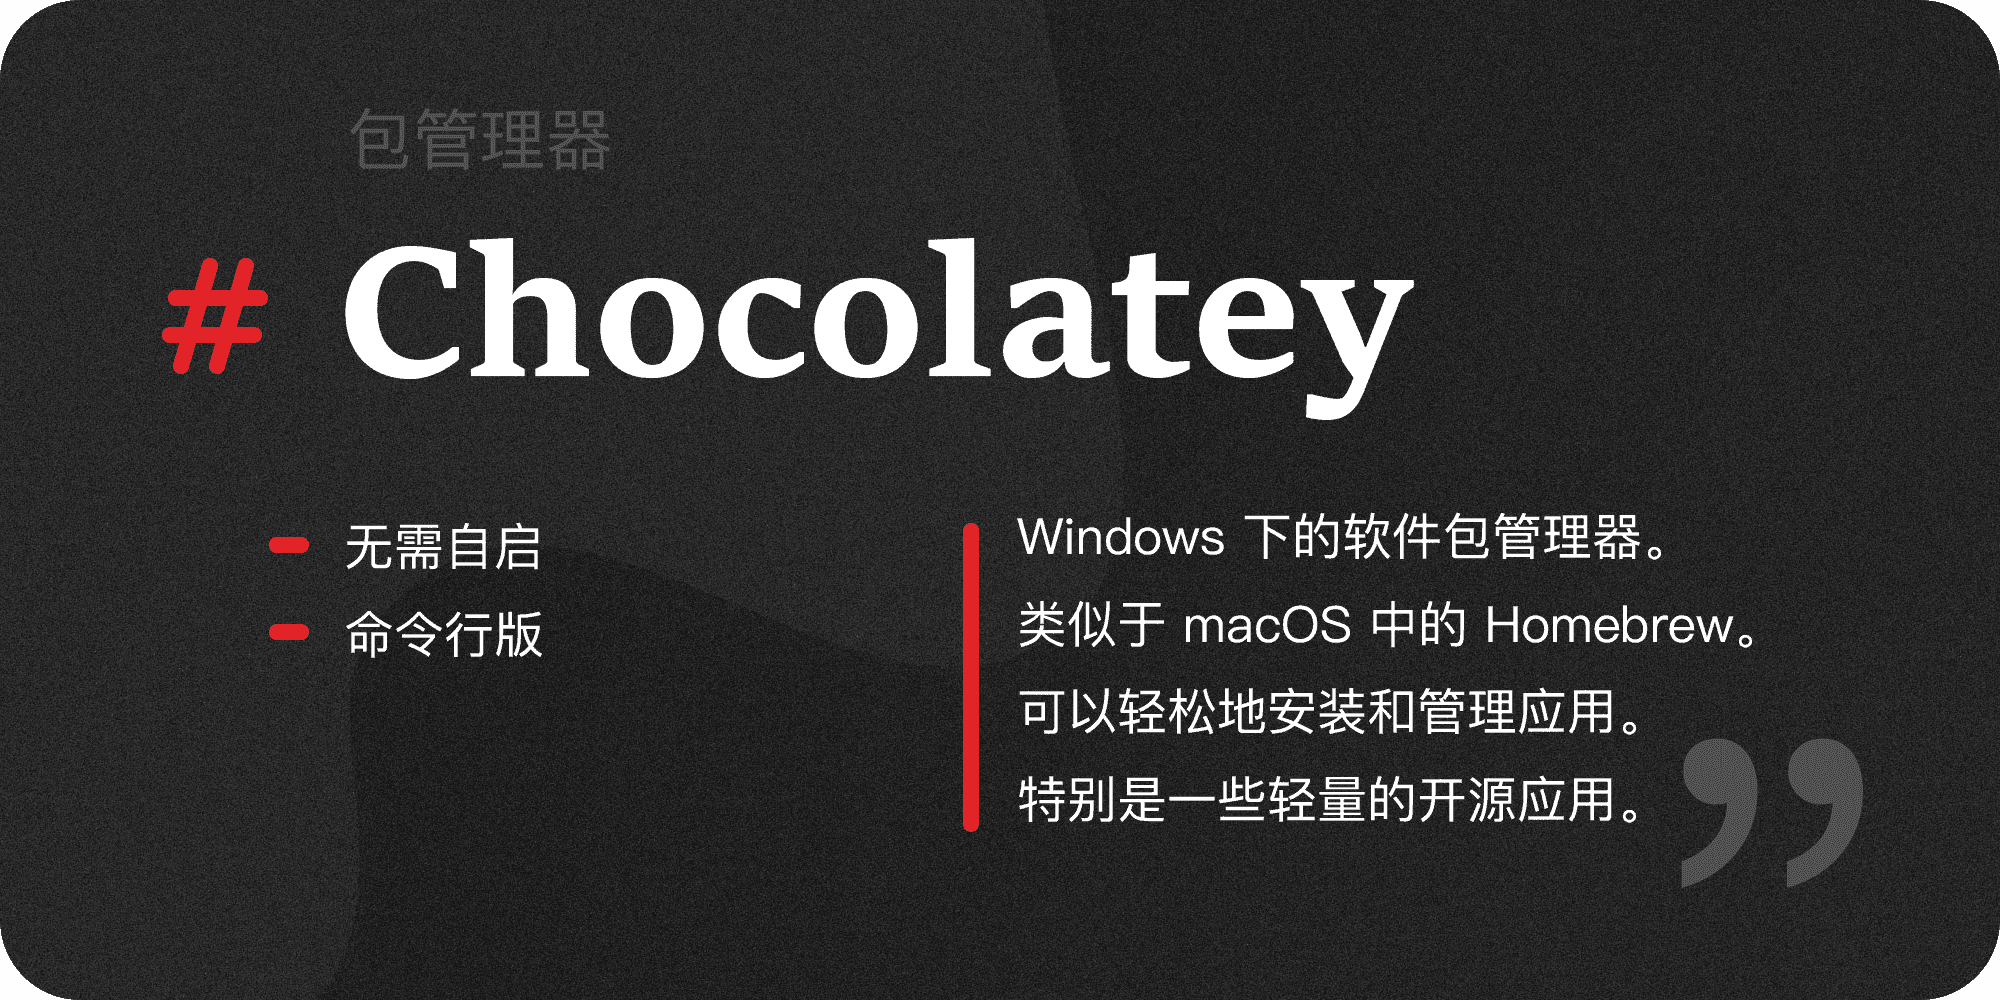 包管理器
# Chocolatey
无需自启
命令行版
Windows 下的软件包管理器。
类似于 macOS 中的 Homebrew。
可以轻松地安装和管理应用。
特别是一些轻量的开源应用。
”